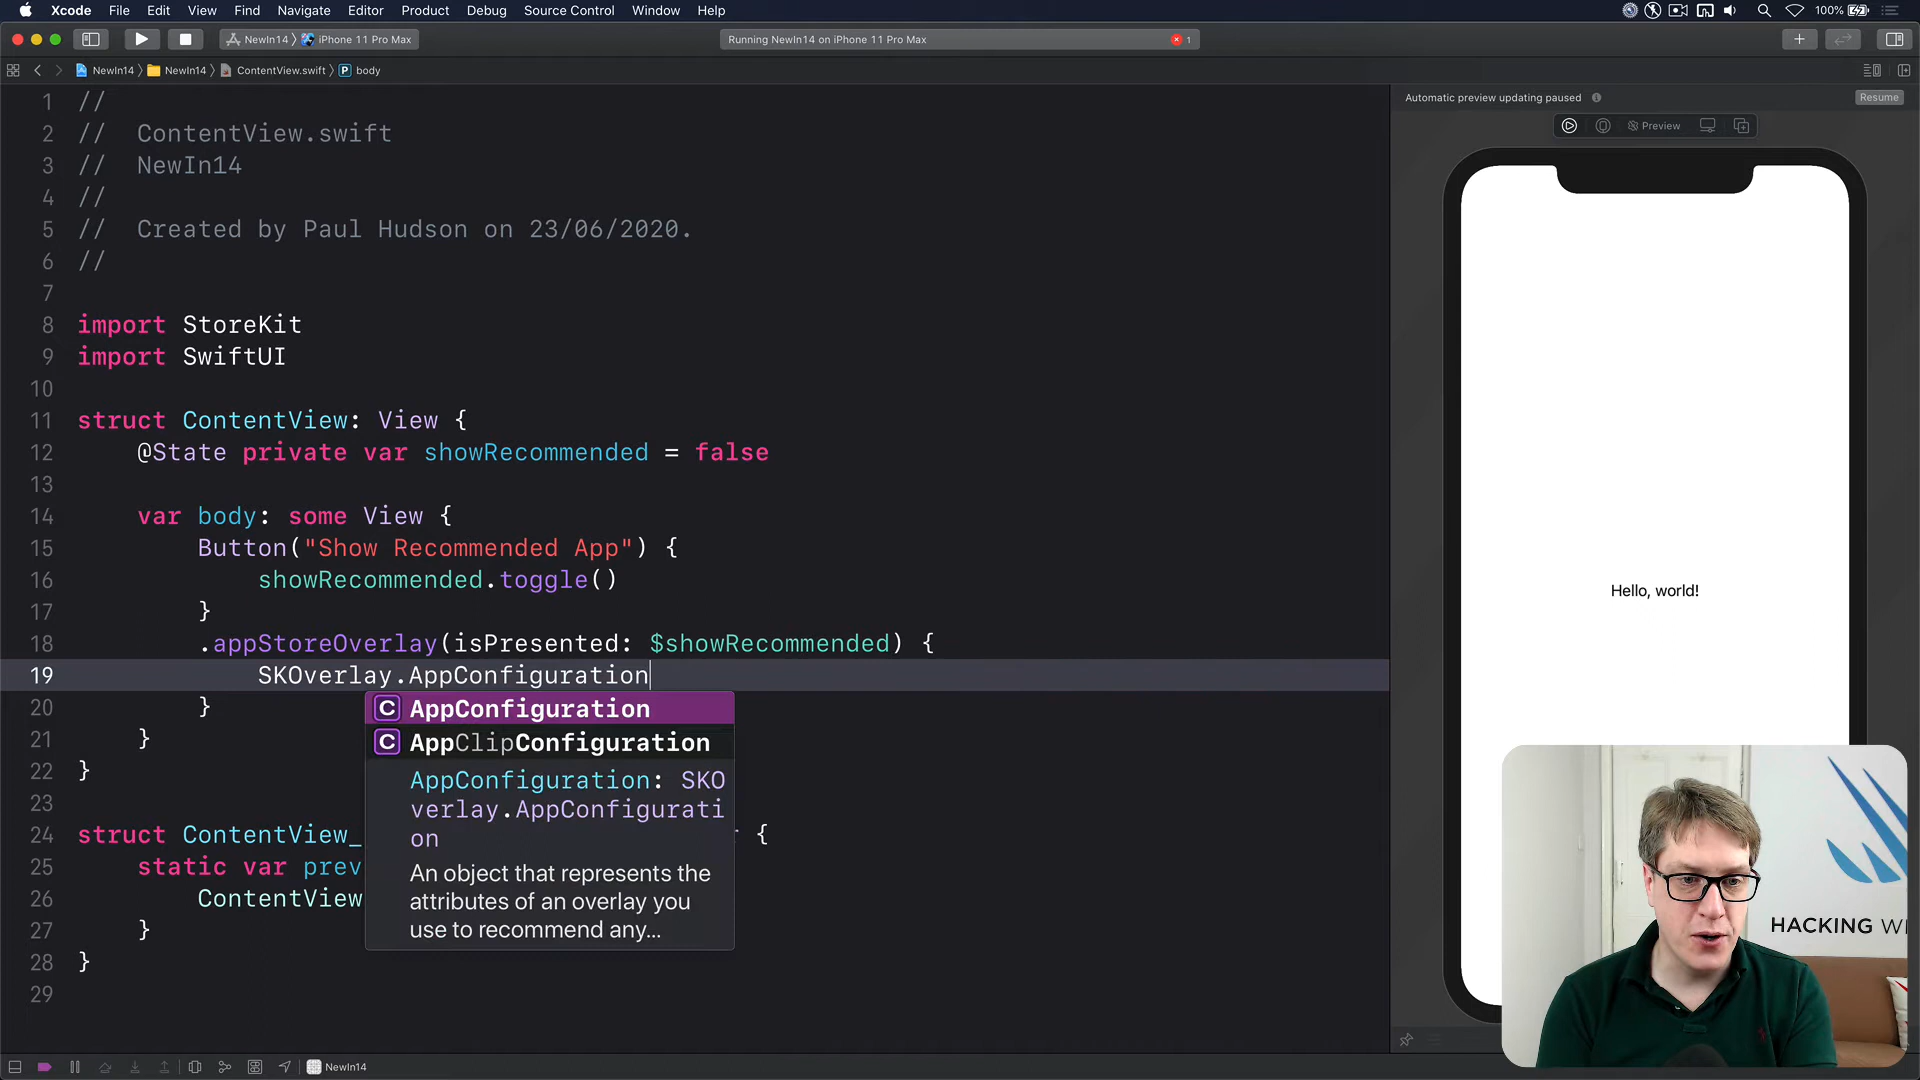 Xcode File Edit View Find Navigate Editor Product Debug Source Control Window Help 100%
NewIn14 iPhone 11 Pro Max Running NewIn14 on iPhone 11 Pro Max 1
NewIn14 NewIn14 ContentView.swift P body
Automatic preview updating paused Resume
Preview
1 //
2 //  ContentView.swift
3 //  NewIn14
4 //
5 //  Created by Paul Hudson on 23/06/2020.
6 //
7
8 import StoreKit
9 import SwiftUI
10
11 struct ContentView: View {
12 @State private var showRecommended = false
13
14 var body: some View {
15 Button("Show Recommended App") {
16 showRecommended.toggle()
17 }
18 .appStoreOverlay(isPresented: $showRecommended) {
19 SKOverlay.AppConfiguration
20 }
21 }
22 }
23
24 struct ContentView_ {
25 static var prev
26 ContentView
27 }
28 }
29
C AppConfiguration
C AppClipConfiguration
AppConfiguration: SKO
verlay.AppConfigurati
on
An object that represents the
attributes of an overlay you
use to recommend any...
Hello, world!
HACKING
NewIn14